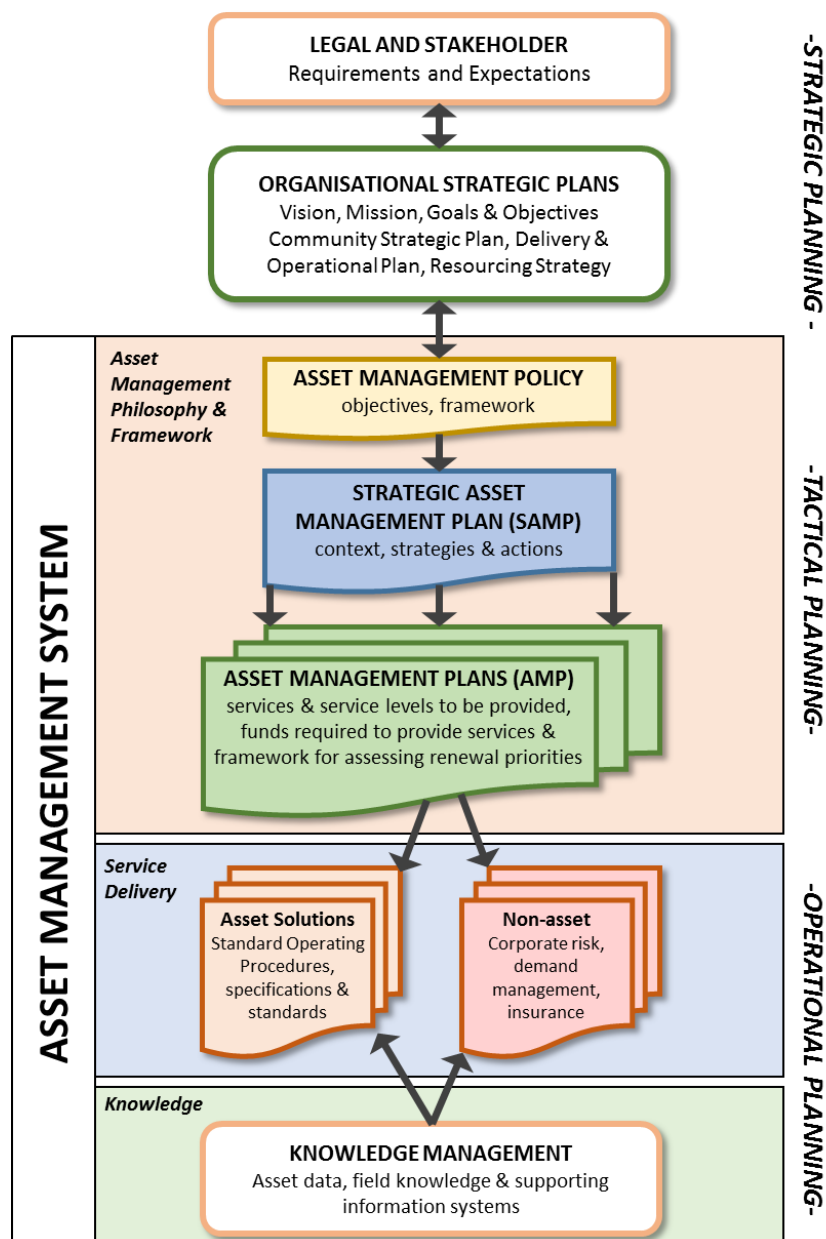 LEGAL AND STAKEHOLDER
Requirements and Expectations
-STRATEGIC PLANNING -
ORGANISATIONAL STRATEGIC PLANS
Vision, Mission, Goals & Objectives
Community Strategic Plan, Delivery &
Operational Plan, Resourcing Strategy
ASSET MANAGEMENT SYSTEM
Asset
Management
Philosophy &
Framework
ASSET MANAGEMENT POLICY
objectives, framework
STRATEGIC ASSET
MANAGEMENT PLAN (SAMP)
context, strategies & actions
-TACTICAL PLANNING-
ASSET MANAGEMENT PLANS (AMP)
services & service levels to be provided,
funds required to provide services &
framework for assessing renewal priorities
Service
Delivery
Asset Solutions
Standard Operating
Procedures,
specifications &
standards
Non-asset
Corporate risk,
demand
management,
insurance
-OPERATIONAL PLANNING-
Knowledge
KNOWLEDGE MANAGEMENT
Asset data, field knowledge & supporting
information systems